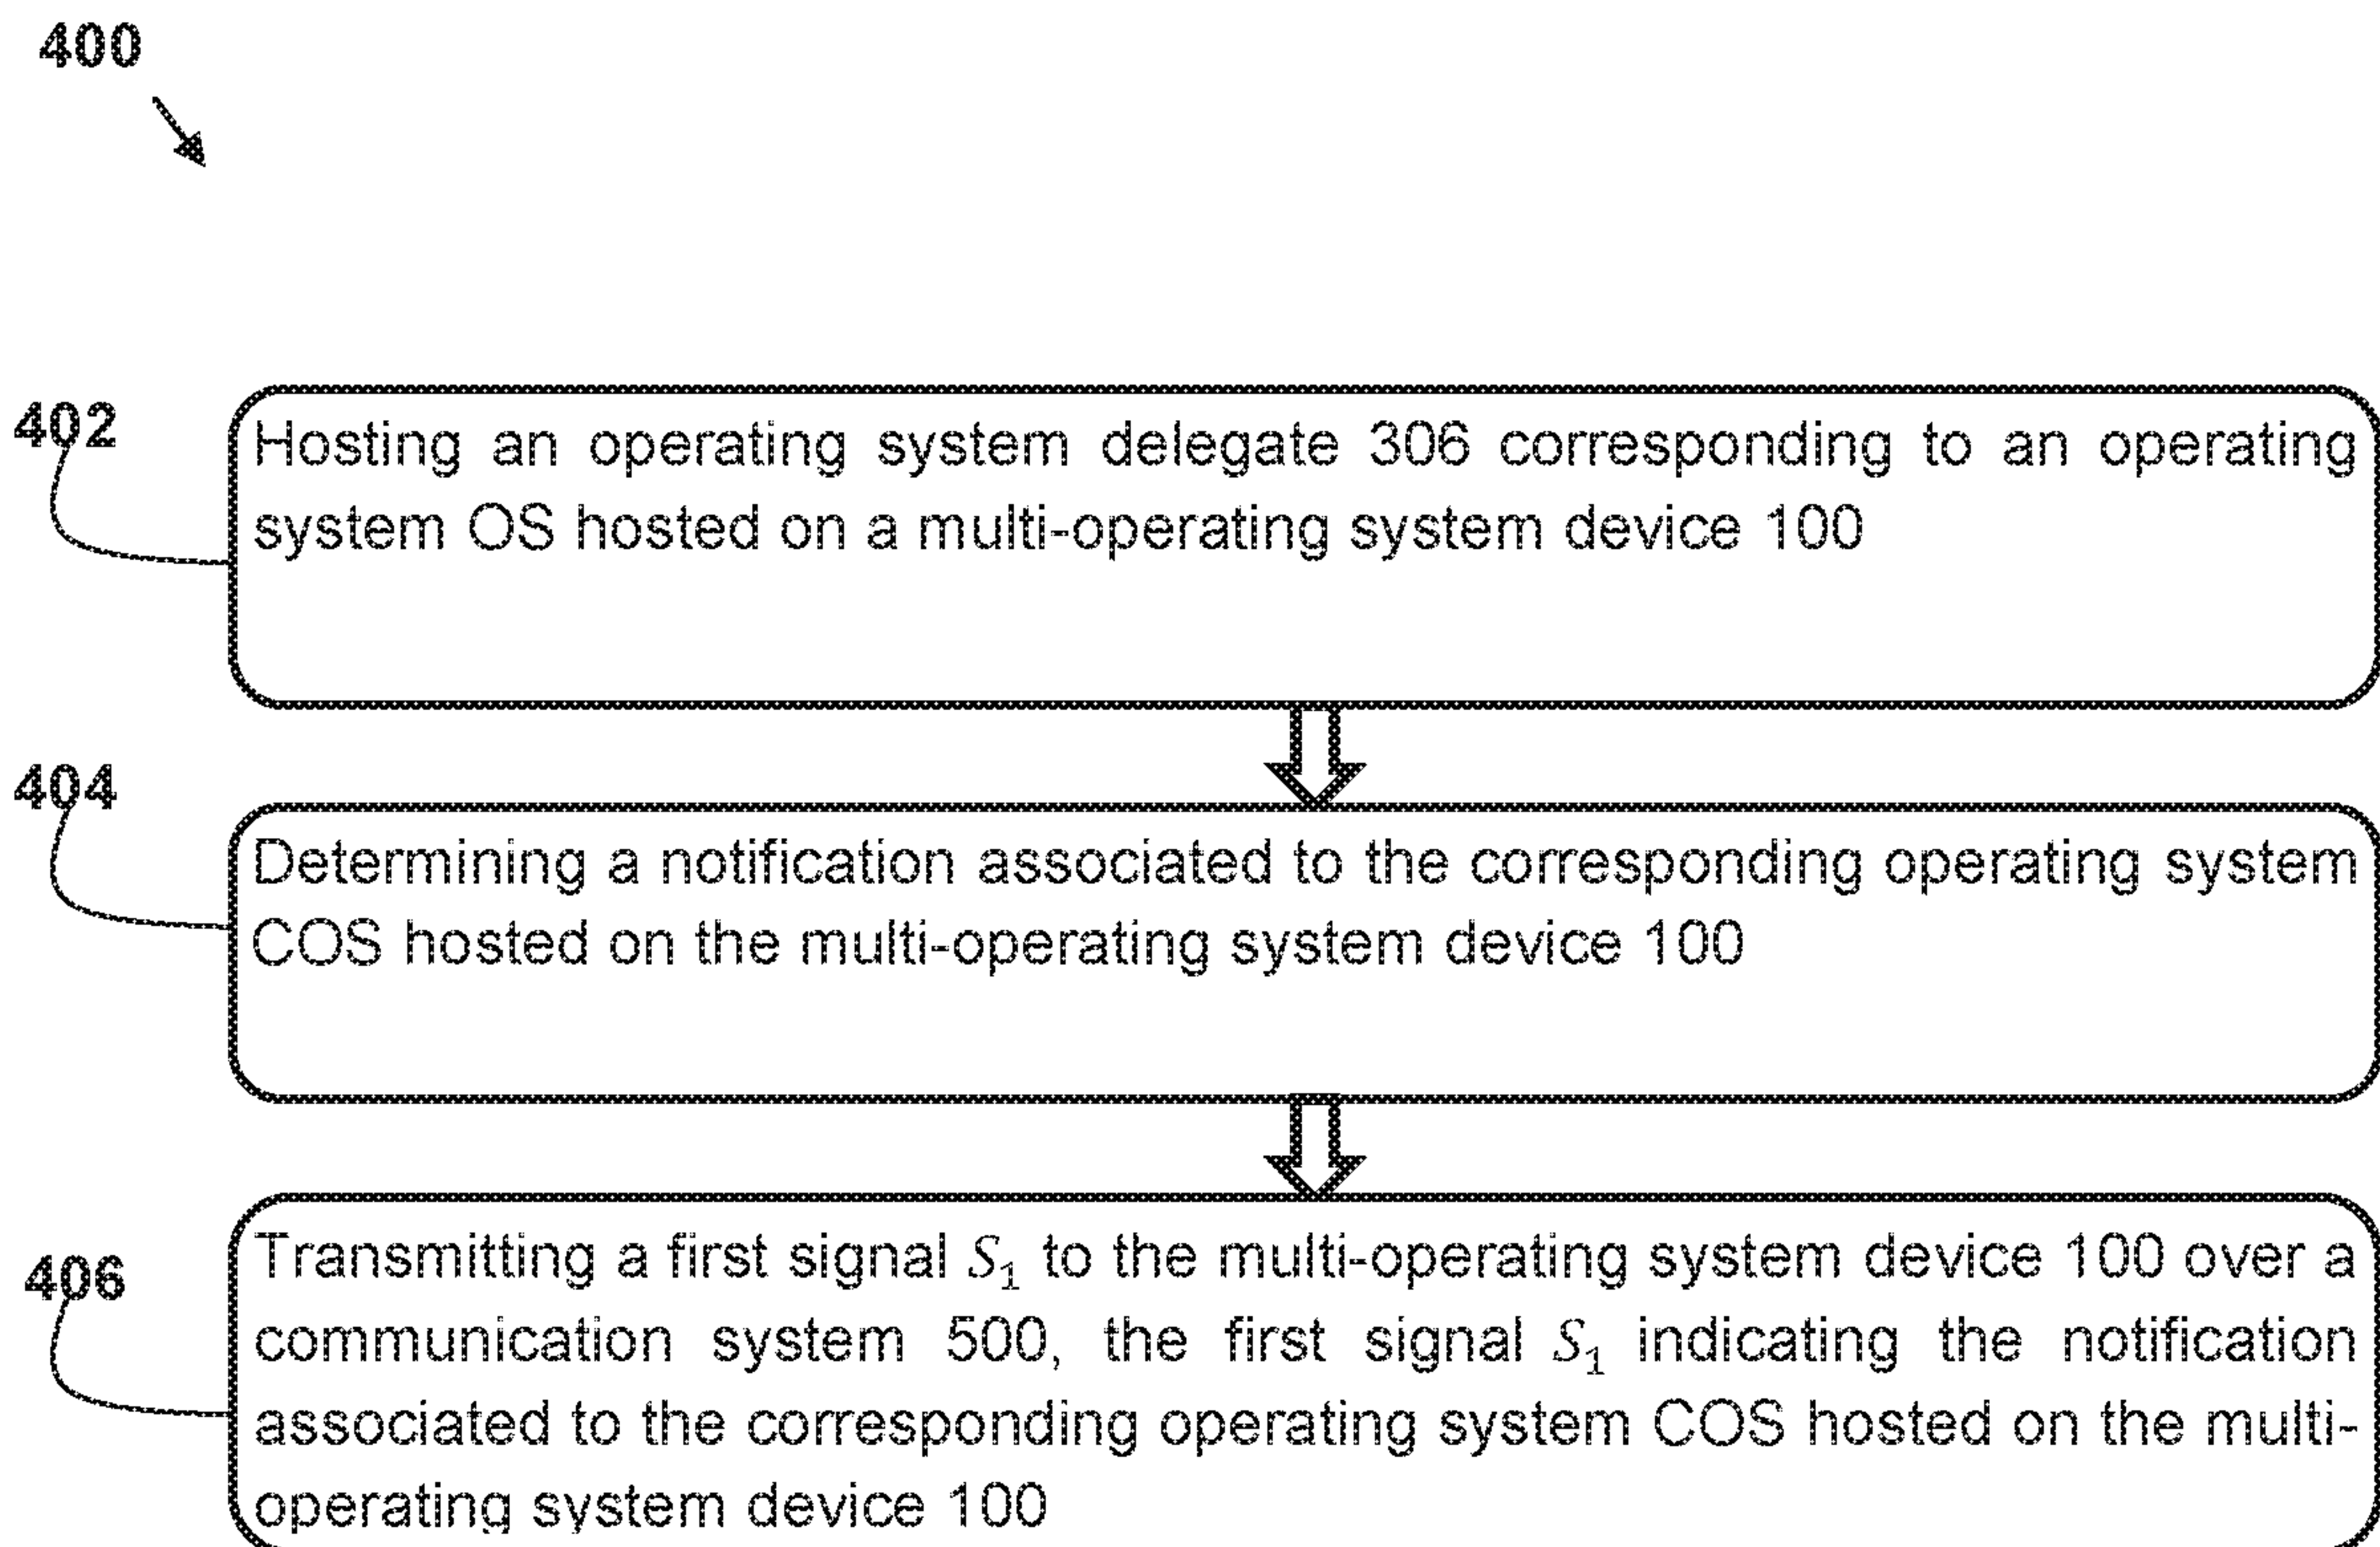 400
402
Hosting an operating system delegate 306 corresponding to an operating
system OS hosted on a multi-operating system device 100
404
Determining a notification associated to the corresponding operating system
COS hosted on the multi-operating system device 100
406
Transmitting a first signal S₁ to the multi-operating system device 100 over a
communication system 500, the first signal S₁ indicating the notification
associated to the corresponding operating system COS hosted on the multi-
operating system device 100